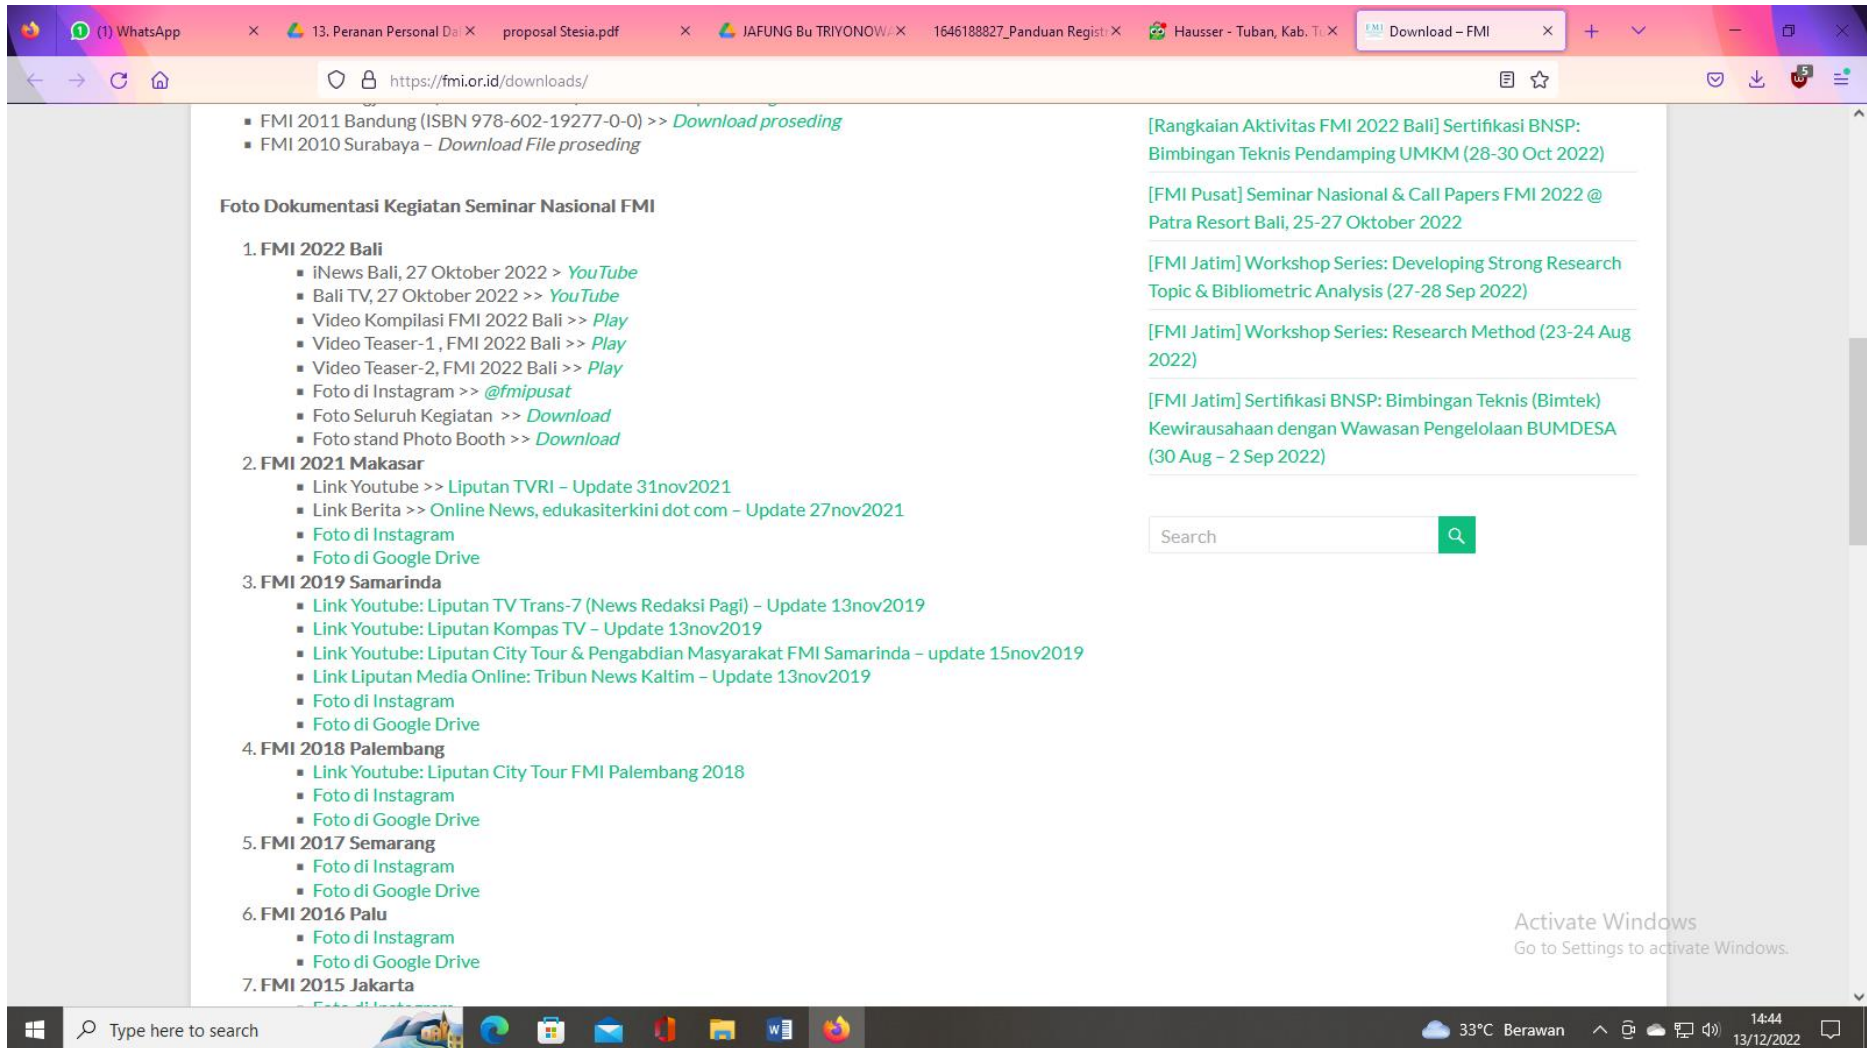 (1) WhatsApp
13. Peranan Personal Da
proposal Stesia.pdf
JAFUNG Bu TRIYONOW
1646188827_Panduan Registr
Hausser - Tuban, Kab. Tu
Download – FMI
https://fmi.or.id/downloads/
5
FMI 2011 Bandung (ISBN 978-602-19277-0-0) >> Download proseding
FMI 2010 Surabaya – Download File proseding
Foto Dokumentasi Kegiatan Seminar Nasional FMI
1. FMI 2022 Bali
iNews Bali, 27 Oktober 2022 > YouTube
Bali TV, 27 Oktober 2022 >> YouTube
Video Kompilasi FMI 2022 Bali >> Play
Video Teaser-1 , FMI 2022 Bali >> Play
Video Teaser-2, FMI 2022 Bali >> Play
Foto di Instagram >> @fmipusat
Foto Seluruh Kegiatan >> Download
Foto stand Photo Booth >> Download
2. FMI 2021 Makasar
Link Youtube >> Liputan TVRI – Update 31nov2021
Link Berita >> Online News, edukasiterkini dot com – Update 27nov2021
Foto di Instagram
Foto di Google Drive
3. FMI 2019 Samarinda
Link Youtube: Liputan TV Trans-7 (News Redaksi Pagi) – Update 13nov2019
Link Youtube: Liputan Kompas TV – Update 13nov2019
Link Youtube: Liputan City Tour & Pengabdian Masyarakat FMI Samarinda – update 15nov2019
Link Liputan Media Online: Tribun News Kaltim – Update 13nov2019
Foto di Instagram
Foto di Google Drive
4. FMI 2018 Palembang
Link Youtube: Liputan City Tour FMI Palembang 2018
Foto di Instagram
Foto di Google Drive
5. FMI 2017 Semarang
Foto di Instagram
Foto di Google Drive
6. FMI 2016 Palu
Foto di Instagram
Foto di Google Drive
7. FMI 2015 Jakarta
[Rangkaian Aktivitas FMI 2022 Bali] Sertifikasi BNSP:
Bimbingan Teknis Pendamping UMKM (28-30 Oct 2022)
[FMI Pusat] Seminar Nasional & Call Papers FMI 2022 @
Patra Resort Bali, 25-27 Oktober 2022
[FMI Jatim] Workshop Series: Developing Strong Research
Topic & Bibliometric Analysis (27-28 Sep 2022)
[FMI Jatim] Workshop Series: Research Method (23-24 Aug
2022)
[FMI Jatim] Sertifikasi BNSP: Bimbingan Teknis (Bimtek)
Kewirausahaan dengan Wawasan Pengelolaan BUMDESA
(30 Aug – 2 Sep 2022)
Search
Activate Windows
Go to Settings to activate Windows.
Type here to search
33°C Berawan
14:44
13/12/2022